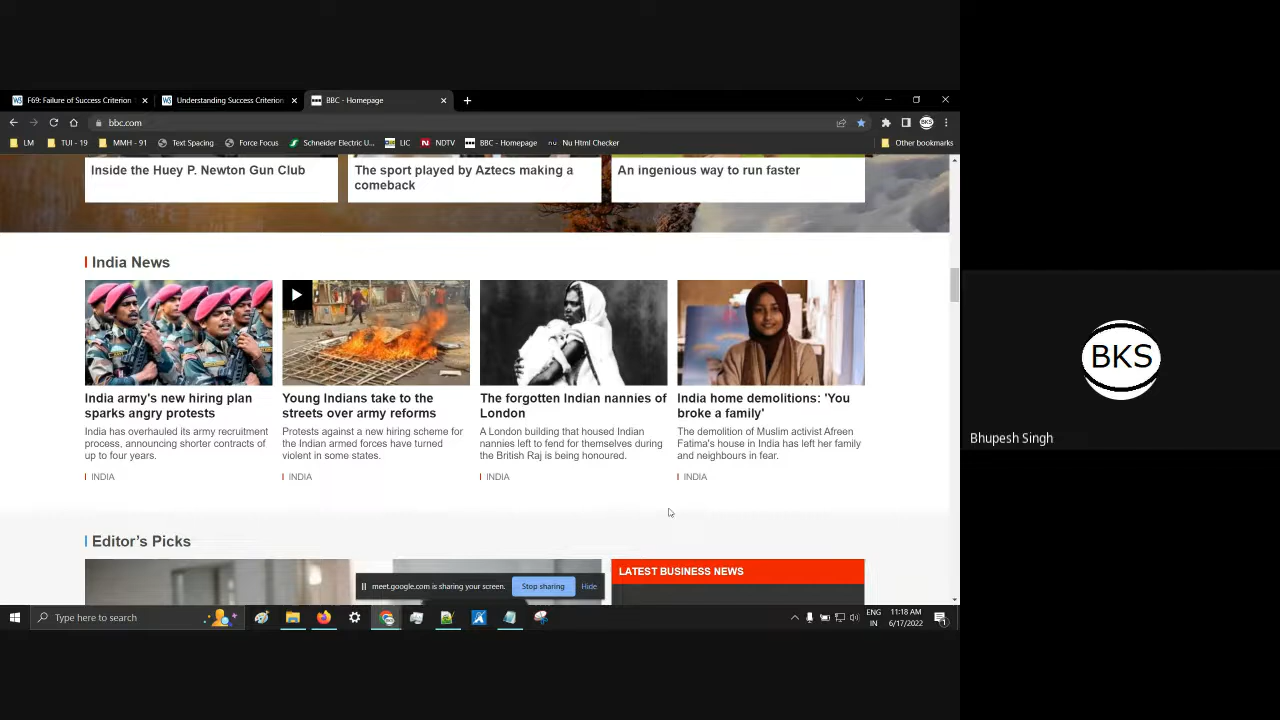 F69: Failure of Success Criterion
Understanding Success Criterion
BBC - Homepage
bbc.com
LM
TUI - 19
MMH - 91
Text Spacing
Force Focus
Schneider Electric U...
LIC
NDTV
BBC - Homepage
Nu Html Checker
Other bookmarks
Inside the Huey P. Newton Gun Club
The sport played by Aztecs making a
comeback
An ingenious way to run faster
India News
India army's new hiring plan
sparks angry protests
India has overhauled its army recruitment
process, announcing shorter contracts of
up to four years.
INDIA
Young Indians take to the
streets over army reforms
Protests against a new hiring scheme for
the Indian armed forces have turned
violent in some states.
INDIA
The forgotten Indian nannies of
London
A London building that housed Indian
nannies left to fend for themselves during
the British Raj is being honoured.
INDIA
India home demolitions: 'You
broke a family'
The demolition of Muslim activist Afreen
Fatima's house in India has left her family
and neighbours in fear.
INDIA
Editor's Picks
LATEST BUSINESS NEWS
meet.google.com is sharing your screen.
Stop sharing
Hide
Type here to search
ENG
IN
11:18 AM
6/17/2022
BKS
Bhupesh Singh